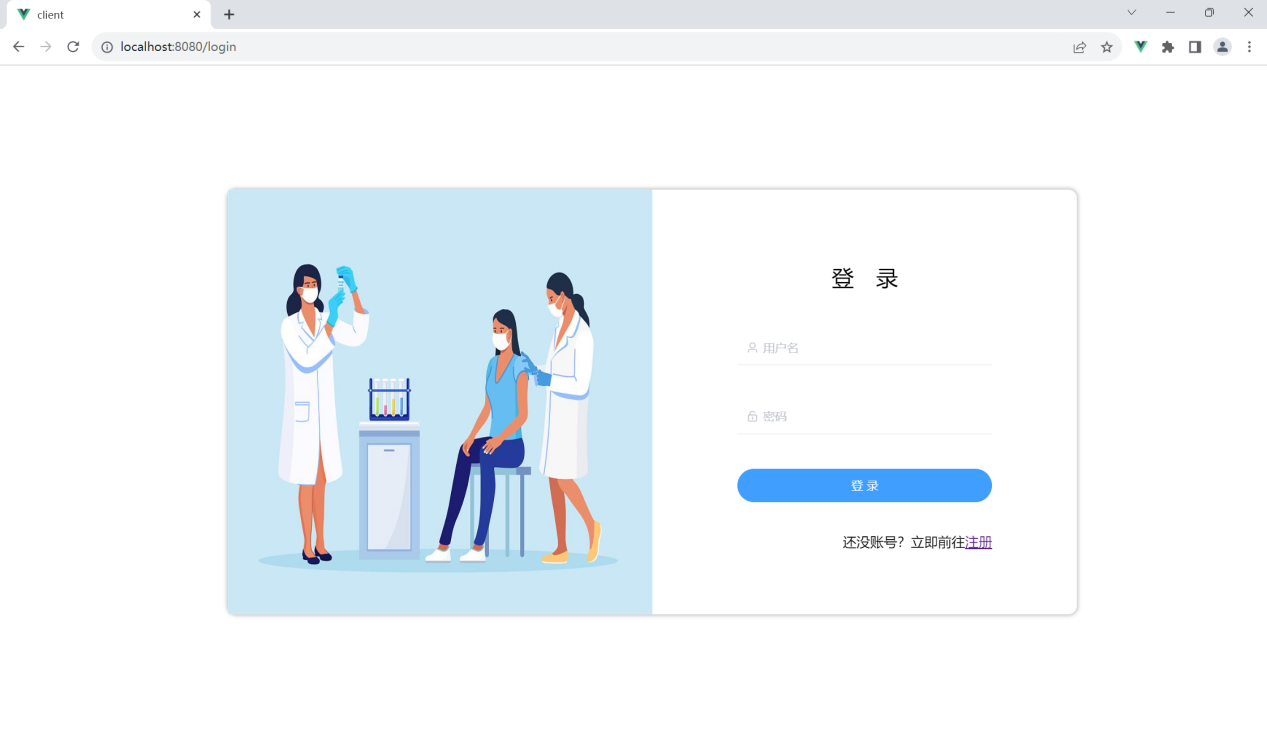 client
localhost:8080/login
登 录
用户名
密码
登 录
还没账号？立即前往注册